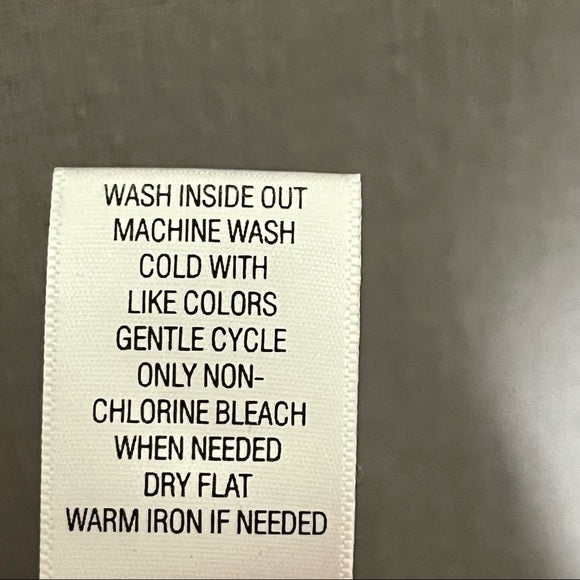 WASH INSIDE OUT
MACHINE WASH
COLD WITH
LIKE COLORS
GENTLE CYCLE
ONLY NON-
CHLORINE BLEACH
WHEN NEEDED
DRY FLAT
WARM IRON IF NEEDED